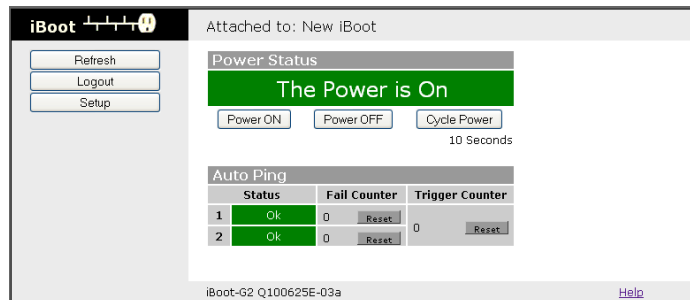 iBoot
Attached to: New iBoot
Refresh
Logout
Setup
Power Status
The Power is On
Power ON Power OFF Cycle Power
10 Seconds
Auto Ping
Status Fail Counter Trigger Counter
1 Ok 0 Reset
0 Reset
2 Ok 0 Reset
iBoot-G2 Q100625E-03a Help